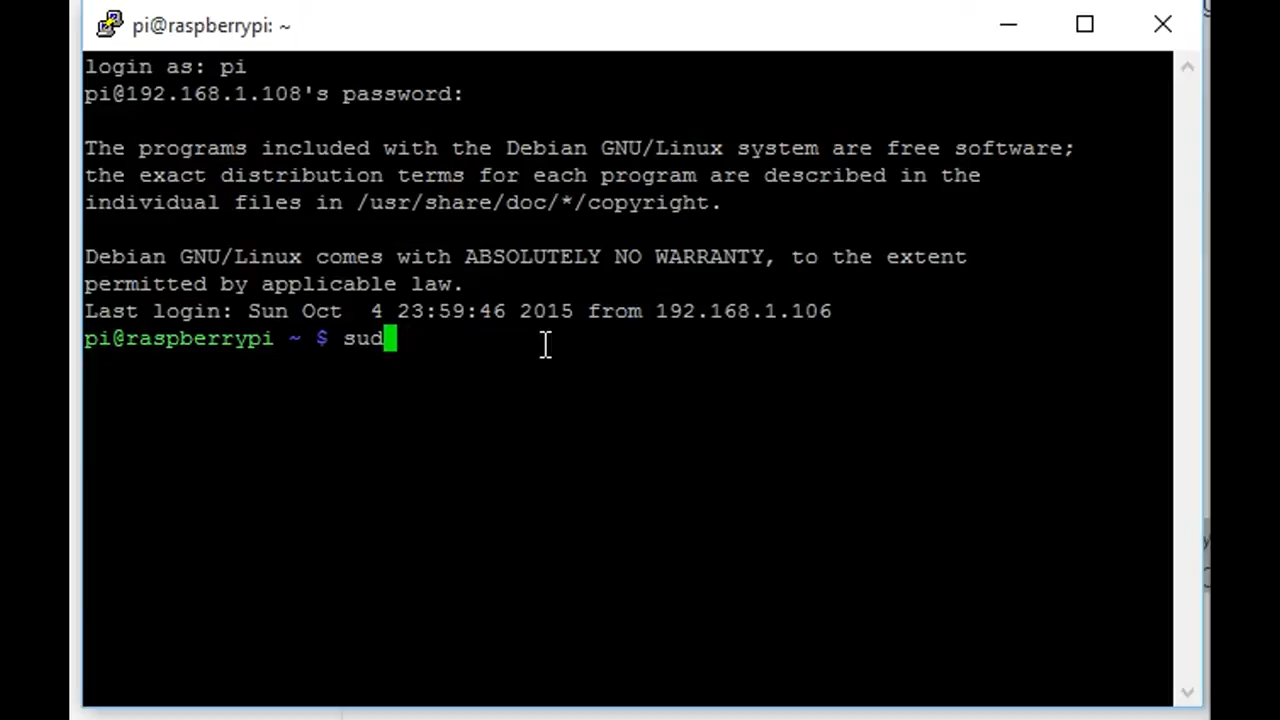 pi@raspberrypi: ~
login as: pi
pi@192.168.1.108's password:
The programs included with the Debian GNU/Linux system are free software;
the exact distribution terms for each program are described in the
individual files in /usr/share/doc/*/copyright.
Debian GNU/Linux comes with ABSOLUTELY NO WARRANTY, to the extent
permitted by applicable law.
Last login: Sun Oct  4 23:59:46 2015 from 192.168.1.106
pi@raspberrypi ~ $ sud